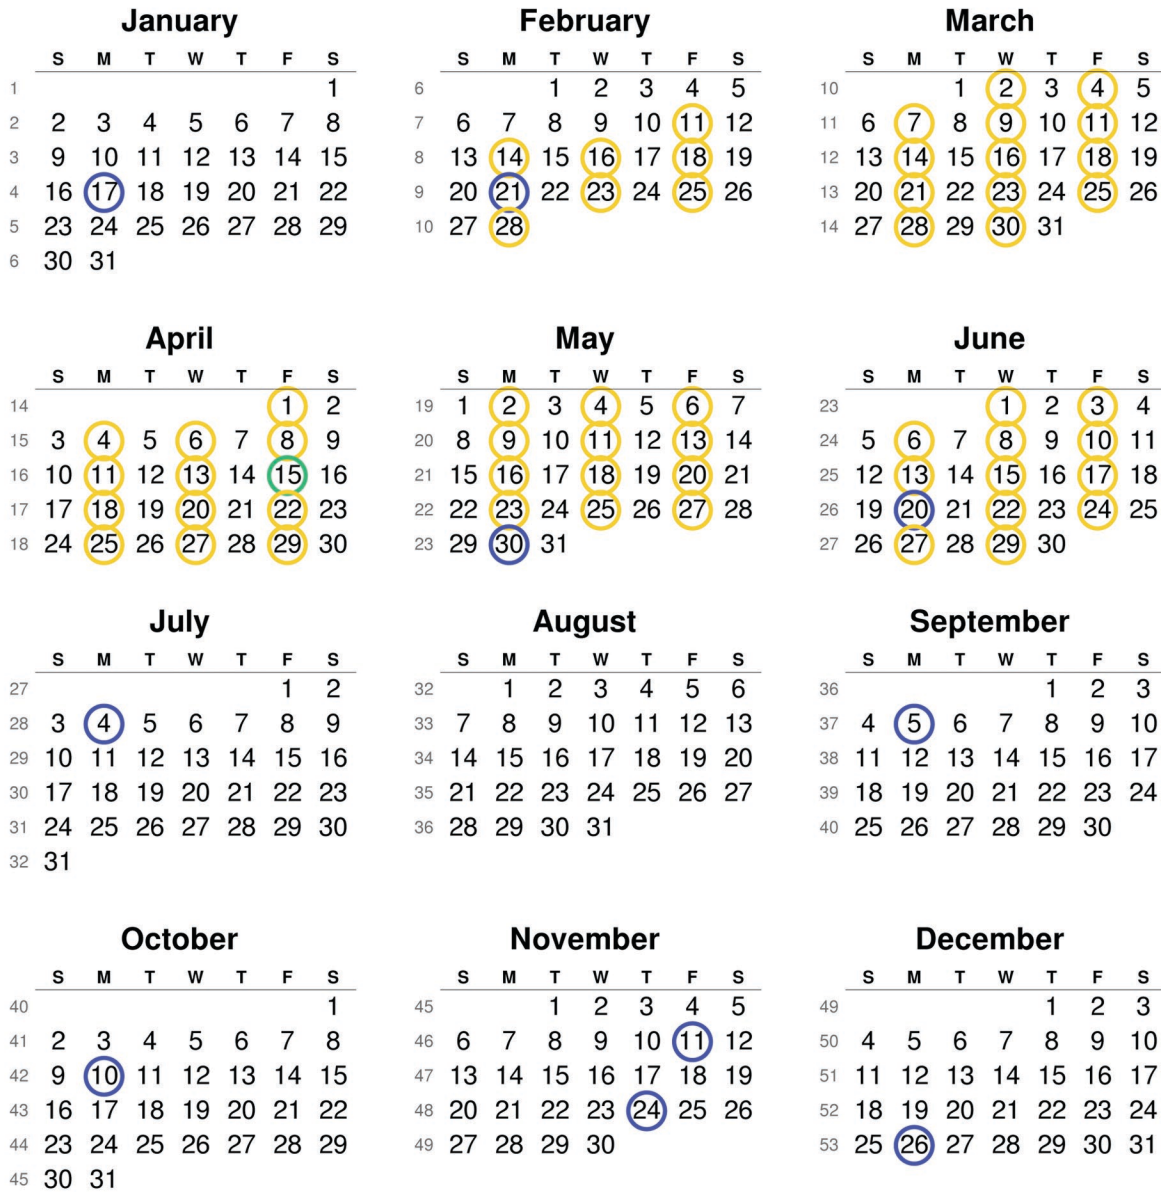 January
S M T W T F S
1 1
2 2 3 4 5 6 7 8
3 9 10 11 12 13 14 15
4 16 17 18 19 20 21 22
5 23 24 25 26 27 28 29
6 30 31
February
S M T W T F S
6 1 2 3 4 5
7 6 7 8 9 10 11 12
8 13 14 15 16 17 18 19
9 20 21 22 23 24 25 26
10 27 28
March
S M T W T F S
10 1 2 3 4 5
11 6 7 8 9 10 11 12
12 13 14 15 16 17 18 19
13 20 21 22 23 24 25 26
14 27 28 29 30 31
April
S M T W T F S
14 1 2
15 3 4 5 6 7 8 9
16 10 11 12 13 14 15 16
17 17 18 19 20 21 22 23
18 24 25 26 27 28 29 30
May
S M T W T F S
19 1 2 3 4 5 6 7
20 8 9 10 11 12 13 14
21 15 16 17 18 19 20 21
22 22 23 24 25 26 27 28
23 29 30 31
June
S M T W T F S
23 1 2 3 4
24 5 6 7 8 9 10 11
25 12 13 14 15 16 17 18
26 19 20 21 22 23 24 25
27 26 27 28 29 30
July
S M T W T F S
27 1 2
28 3 4 5 6 7 8 9
29 10 11 12 13 14 15 16
30 17 18 19 20 21 22 23
31 24 25 26 27 28 29 30
32 31
August
S M T W T F S
32 1 2 3 4 5 6
33 7 8 9 10 11 12 13
34 14 15 16 17 18 19 20
35 21 22 23 24 25 26 27
36 28 29 30 31
September
S M T W T F S
36 1 2 3
37 4 5 6 7 8 9 10
38 11 12 13 14 15 16 17
39 18 19 20 21 22 23 24
40 25 26 27 28 29 30
October
S M T W T F S
40 1
41 2 3 4 5 6 7 8
42 9 10 11 12 13 14 15
43 16 17 18 19 20 21 22
44 23 24 25 26 27 28 29
45 30 31
November
S M T W T F S
45 1 2 3 4 5
46 6 7 8 9 10 11 12
47 13 14 15 16 17 18 19
48 20 21 22 23 24 25 26
49 27 28 29 30
December
S M T W T F S
49 1 2 3
50 4 5 6 7 8 9 10
51 11 12 13 14 15 16 17
52 18 19 20 21 22 23 24
53 25 26 27 28 29 30 31